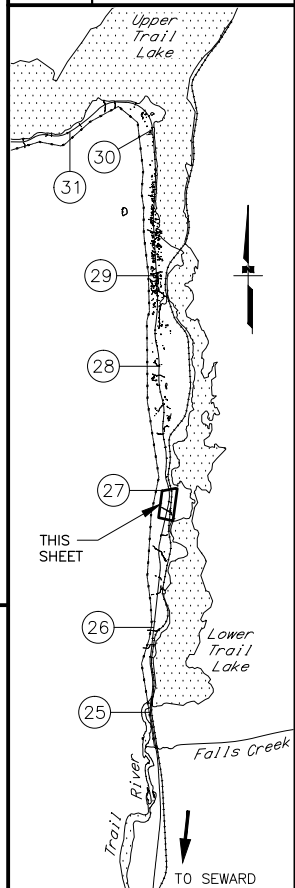 Upper
Trail
Lake
30
31
29
28
27
THIS
SHEET
26
Lower
Trail
Lake
25
Falls Creek
Trail River
TO SEWARD